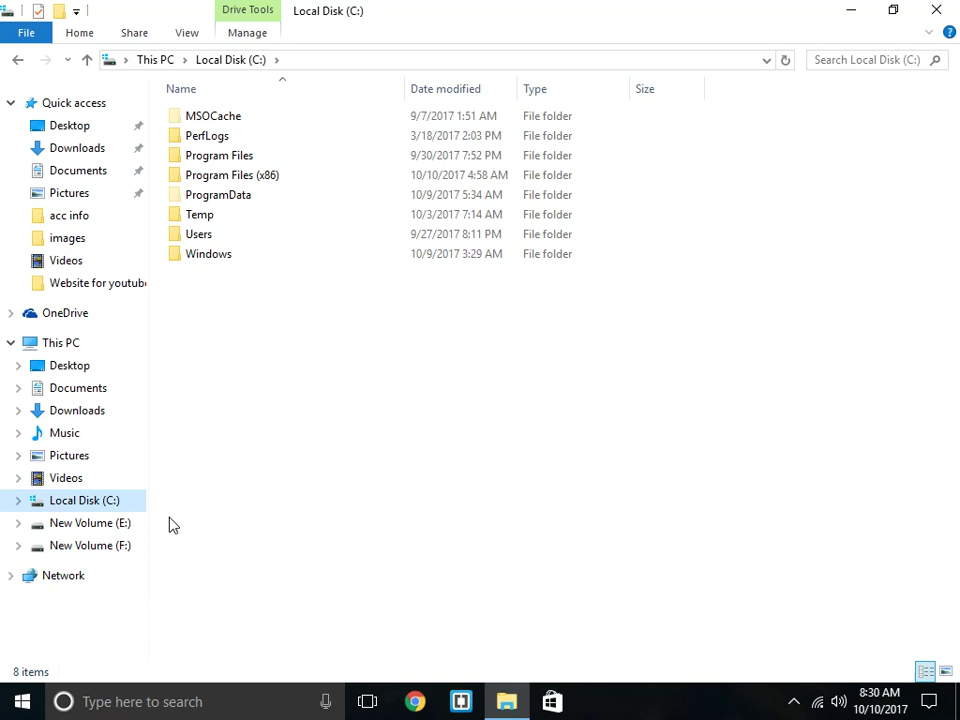 Drive Tools
Local Disk (C:)
File
Home
Share
View
Manage
This PC
Local Disk (C:)
Search Local Disk (C:)
Name
Date modified
Type
Size
MSOCache 9/7/2017 1:51 AM File folder
PerfLogs 3/18/2017 2:03 PM File folder
Program Files 9/30/2017 7:52 PM File folder
Program Files (x86) 10/10/2017 4:58 AM File folder
ProgramData 10/9/2017 5:34 AM File folder
Temp 10/3/2017 7:14 AM File folder
Users 9/27/2017 8:11 PM File folder
Windows 10/9/2017 3:29 AM File folder
Quick access
Desktop
Downloads
Documents
Pictures
acc info
images
Videos
Website for youtube
OneDrive
This PC
Desktop
Documents
Downloads
Music
Pictures
Videos
Local Disk (C:)
New Volume (E:)
New Volume (F:)
Network
8 items
Type here to search
8:30 AM
10/10/2017